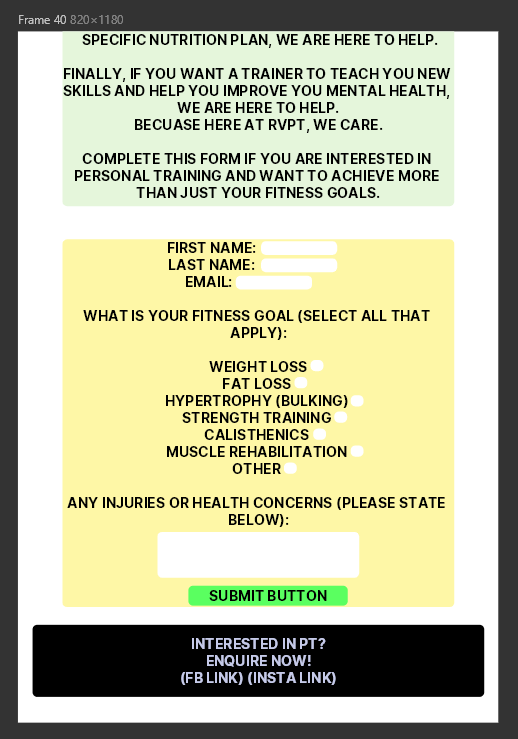 Frame 40 820×1180
SPECIFIC NUTRITION PLAN, WE ARE HERE TO HELP.
FINALLY, IF YOU WANT A TRAINER TO TEACH YOU NEW
SKILLS AND HELP YOU IMPROVE YOU MENTAL HEALTH,
WE ARE HERE TO HELP.
BECUASE HERE AT RVPT, WE CARE.
COMPLETE THIS FORM IF YOU ARE INTERESTED IN
PERSONAL TRAINING AND WANT TO ACHIEVE MORE
THAN JUST YOUR FITNESS GOALS.
FIRST NAME:
LAST NAME:
EMAIL:
WHAT IS YOUR FITNESS GOAL (SELECT ALL THAT
APPLY):
WEIGHT LOSS
FAT LOSS
HYPERTROPHY (BULKING)
STRENGTH TRAINING
CALISTHENICS
MUSCLE REHABILITATION
OTHER
ANY INJURIES OR HEALTH CONCERNS (PLEASE STATE
BELOW):
SUBMIT BUTTON
INTERESTED IN PT?
ENQUIRE NOW!
(FB LINK) (INSTA LINK)